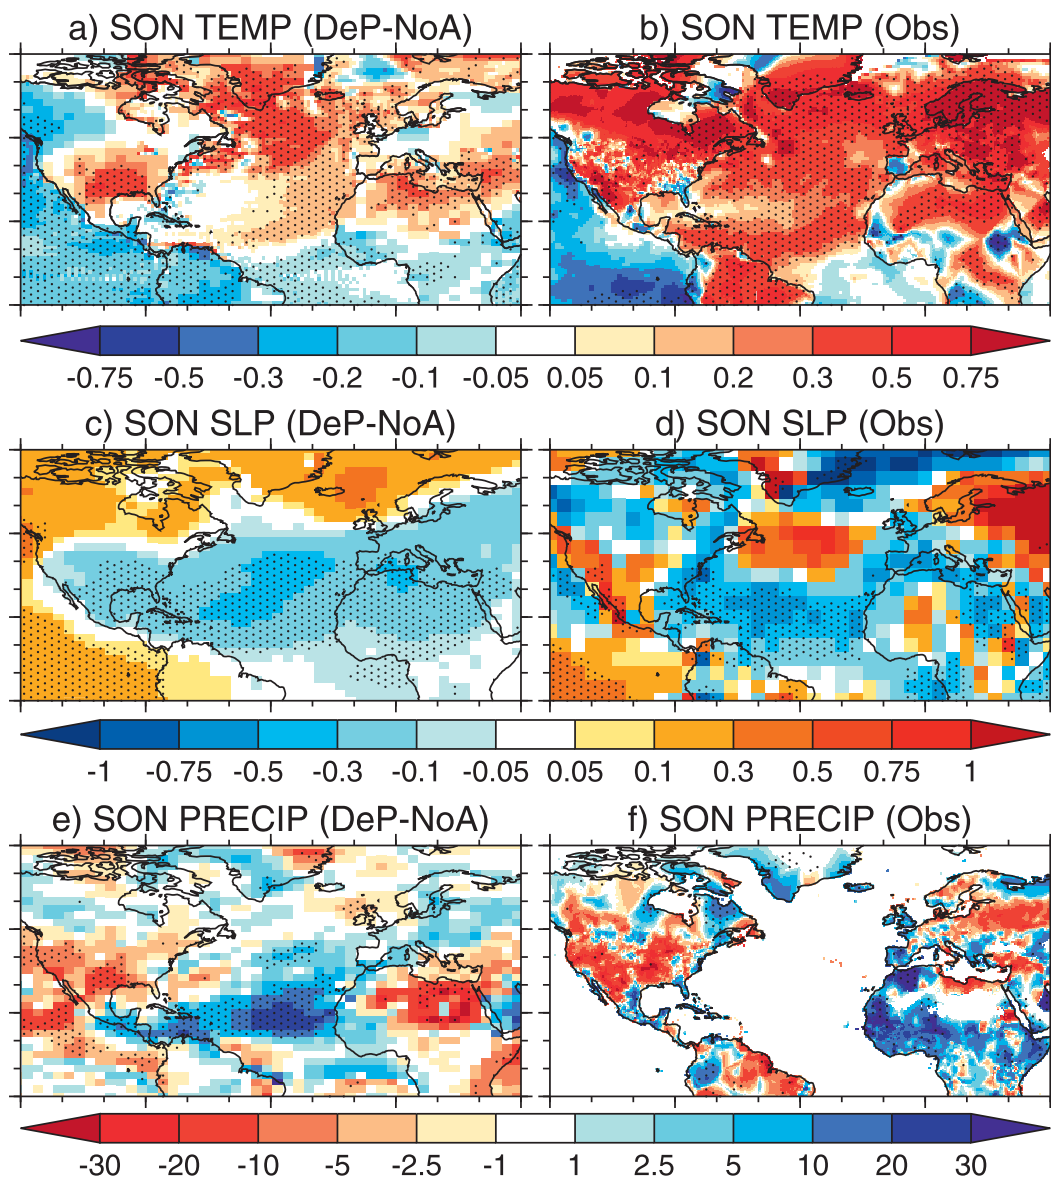 a) SON TEMP (DeP-NoA)
b) SON TEMP (Obs)
-0.75 -0.5 -0.3 -0.2 -0.1 -0.05 0.05 0.1 0.2 0.3 0.5 0.75
c) SON SLP (DeP-NoA)
d) SON SLP (Obs)
-1 -0.75 -0.5 -0.3 -0.1 -0.05 0.05 0.1 0.3 0.5 0.75 1
e) SON PRECIP (DeP-NoA)
f) SON PRECIP (Obs)
-30 -20 -10 -5 -2.5 -1 1 2.5 5 10 20 30